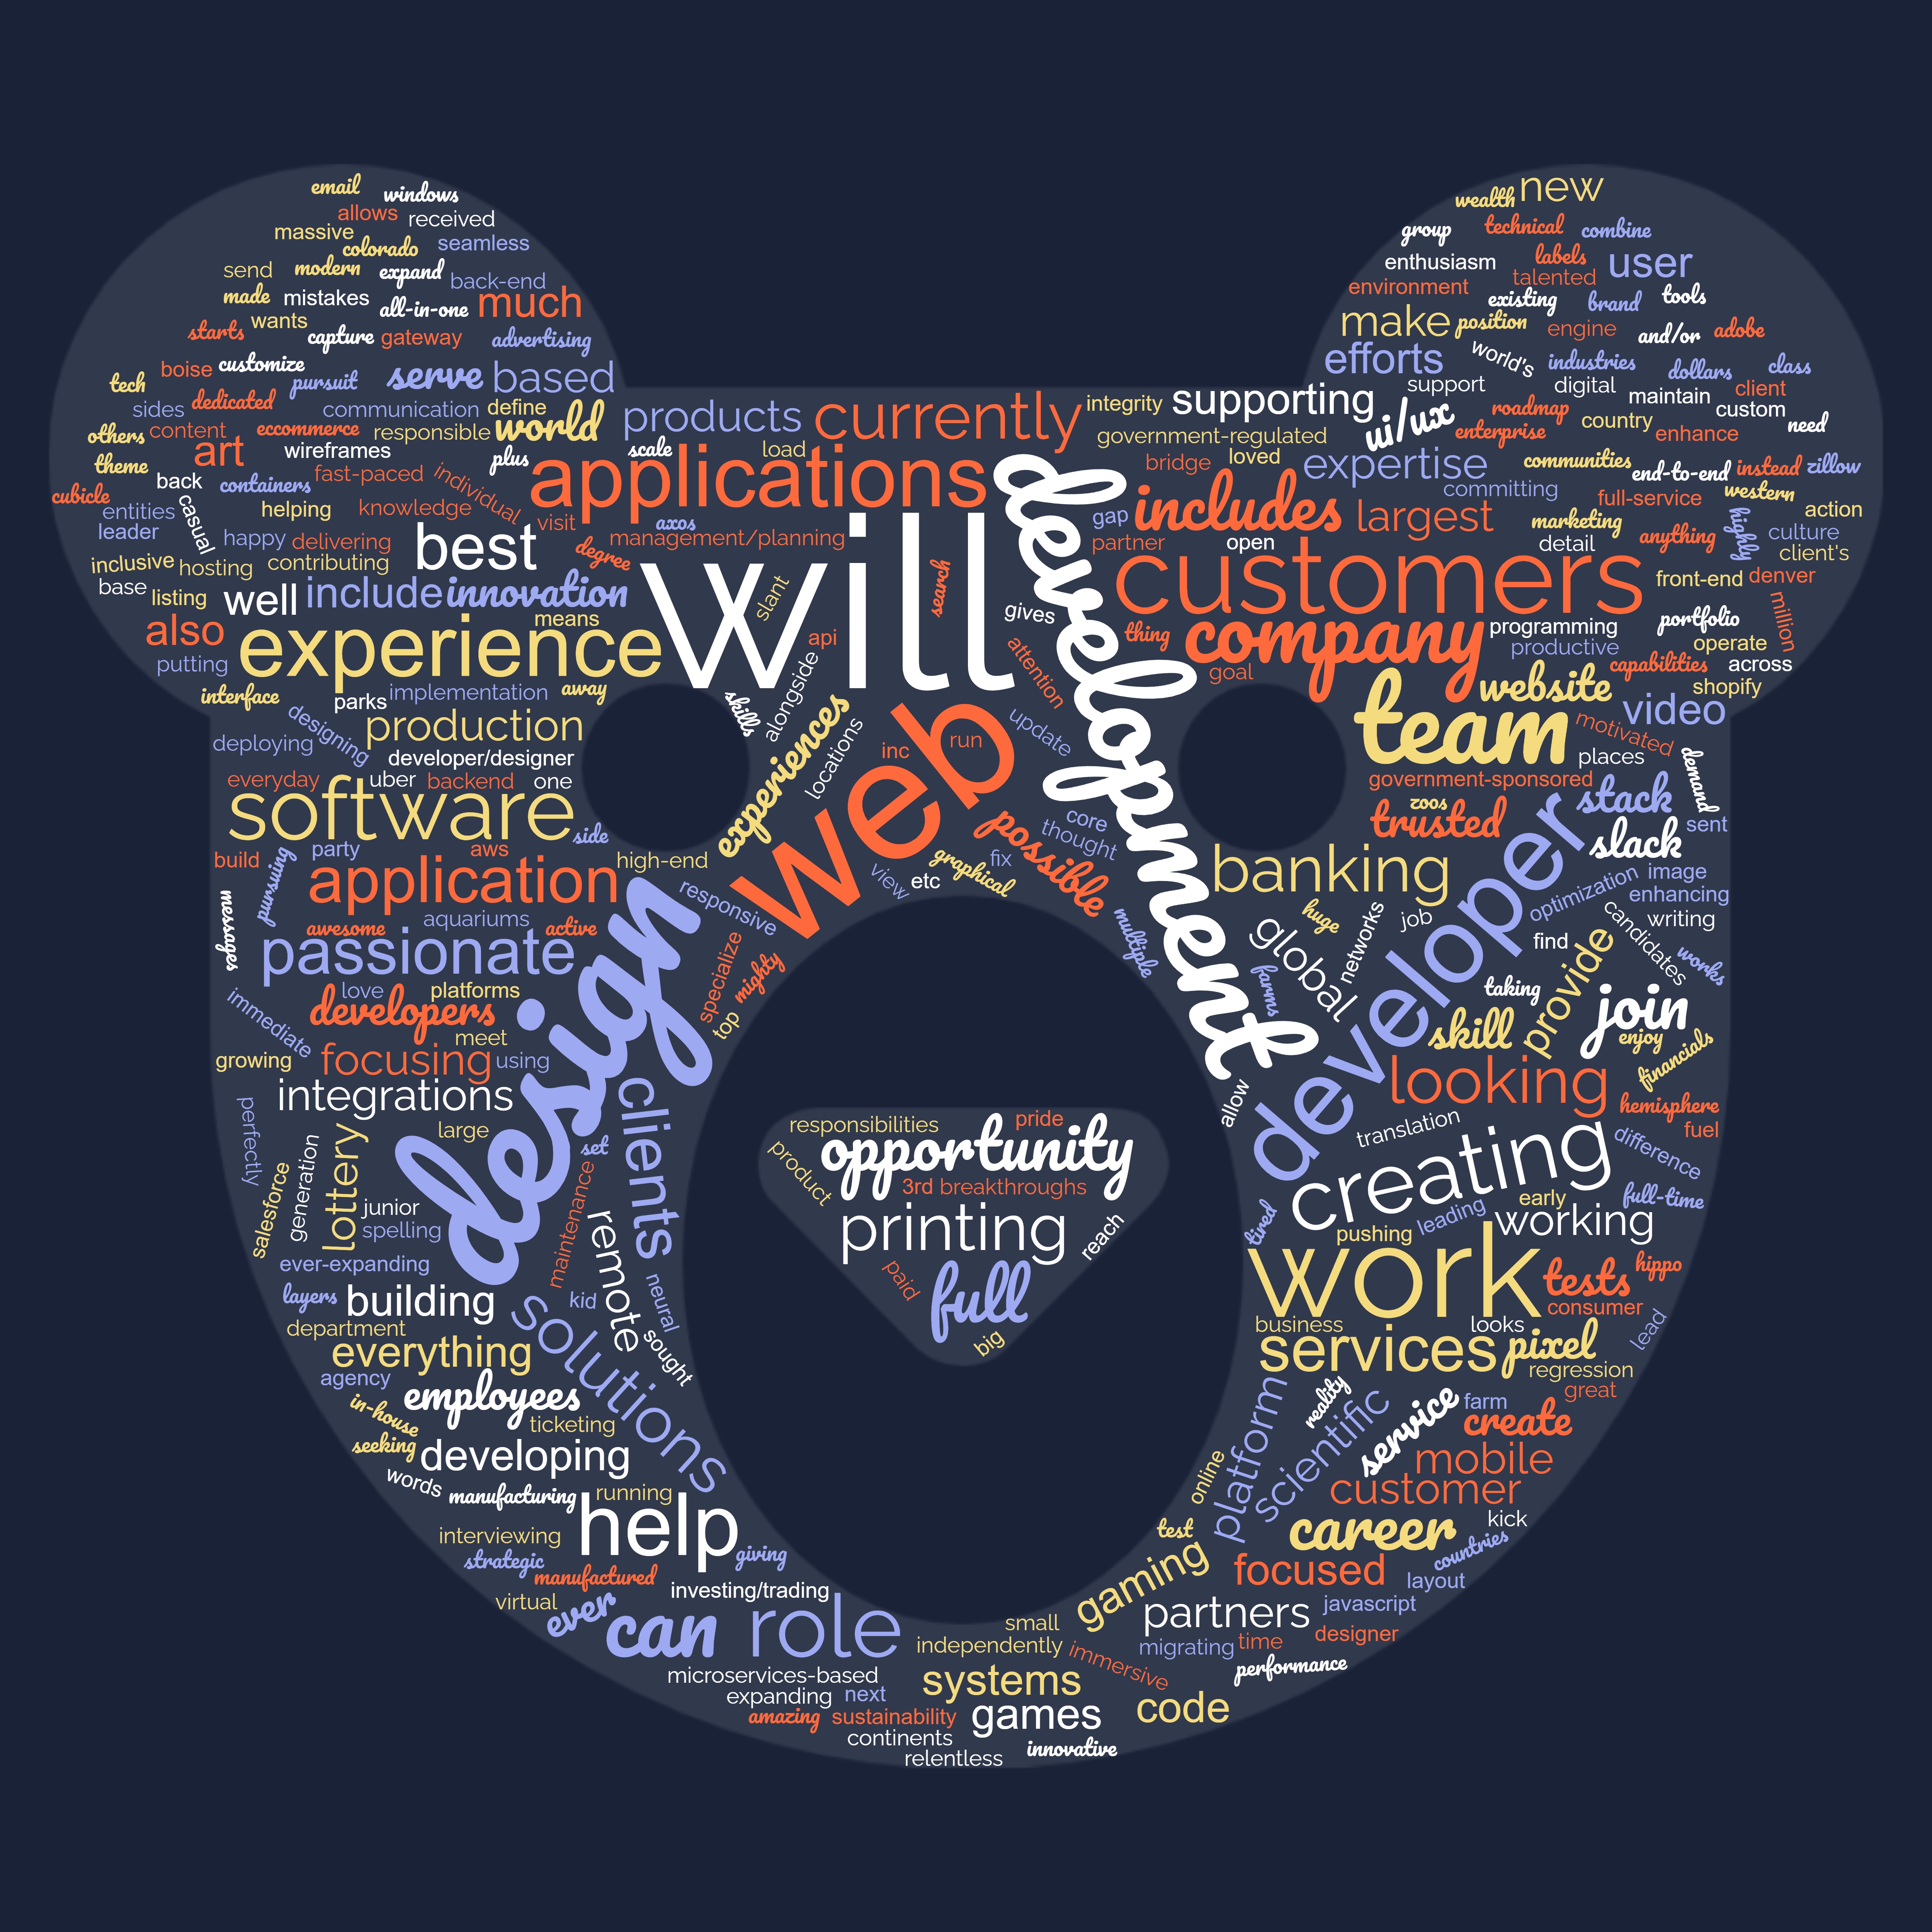 email
windows
allows
received
massive
colorado
seamless
send
modern
expand
back-end
made
mistakes
all-in-one
much
wants
starts
capture
gateway
advertising
boise
customize
tech
pursuit
serve
based
sides
dedicated
communication
define
others
content
eccommerce
responsible
world
theme
art
wireframes
plus
cubicle
back
containers
fast-paced
individual
entities
casual
helping
knowledge
visit
leader
happy
delivering
best
degree
inclusive
hosting
contributing
base
listing
well
include
innovation
means
also
experience
putting
interface
parks
implementation
away
new
wealth
group
technical
combine
enthusiasm
labels
user
environment
talented
existing
brand
tools
make
position
engine
and/or
adobe
efforts
world's
industries
dollars
class
support
digital
client
maintain
roadmap
custom
country
need
enterprise
enhance
communities
end-to-end
instead
zillow
committing
full-service
western
marketing
action
detail
anything
highly
culture
client's
front-end
denver
million
portfolio
programming
operate
productive
capabilities
across
shopify
products
currently
integrity
supporting
ui/ux
scale
load
government-regulated
applications
bridge
loved
expertise
axos
management/planning
gap
includes
largest
partner
open
will
development
customers
slant
search
gives
api
thing
company
alongside
attention
goal
skills
designing
production
deploying
developer/designer
everyday
uber
backend
one
experiences
locations
inc
run
update
web
team
website
video
motivated
places
demand
government-sponsored
software
side
zoos
stack
trusted
sent
slack
core
thought
possible
build
party
aws
high-end
pursuing
application
responsive
view
etc
graphical
fix
banking
developer
optimization
image
enhancing
messages
aquariums
awesome
active
multiple
huge
job
candidates
writing
passionate
specialize
mighty
top
global
networks
find
works
love
platforms
farms
taking
provide
join
immediate
developers
meet
design
skill
enjoy
financials
growing
focusing
using
looking
integrations
clients
allow
hemisphere
fuel
perfectly
large
translation
difference
generation
salesforce
lottery
set
maintenance
junior
spelling
remote
creating
early
full-time
tired
pushing
leading
working
ever-expanding
responsibilities
pride
product
opportunity
3rd
breakthroughs
printing
reach
paid
full
big
layers
building
kid
neural
work
tests
hippo
consumer
department
solutions
sought
business
looks
lead
everything
services
pixel
regression
agency
employees
reality
farm
great
in-house
ticketing
platform
scientific
service
create
seeking
developing
mobile
words
manufacturing
running
online
customer
interviewing
help
test
career
kick
strategic
giving
countries
manufactured
investing/trading
gaming
focused
layout
virtual
ever
can
role
small
partners
javascript
independently
immersive
migrating
time
designer
microservices-based
systems
performance
expanding
next
games
code
amazing
sustainability
continents
innovative
relentless